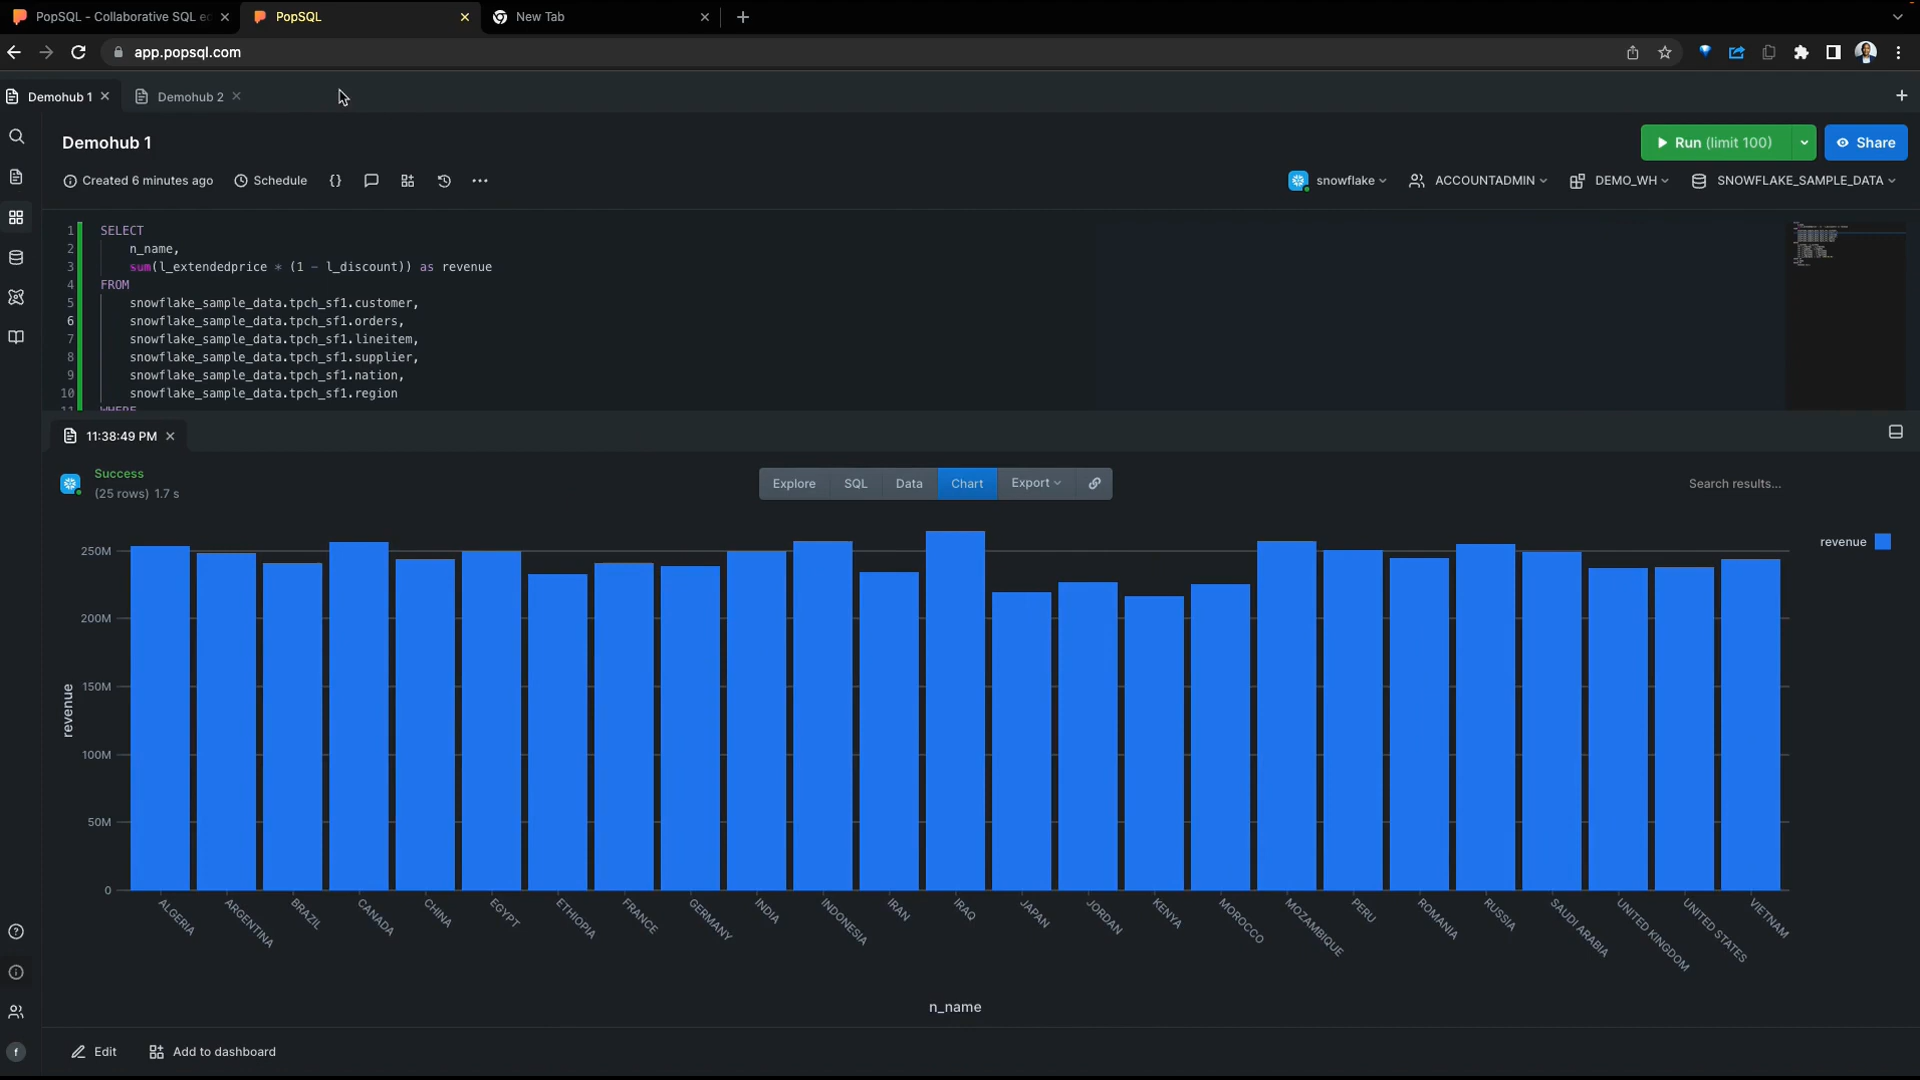 PopSQL - Collaborative SQL ed
PopSQL
New Tab
app.popsql.com
Demohub 1
Demohub 2
Demohub 1
Run (limit 100)
Share
Created 6 minutes ago
Schedule
{}
snowflake
ACCOUNTADMIN
DEMO_WH
SNOWFLAKE_SAMPLE_DATA
1 SELECT
2 n_name,
3 sum(l_extendedprice * (1 - l_discount)) as revenue
4 FROM
5 snowflake_sample_data.tpch_sf1.customer,
6 snowflake_sample_data.tpch_sf1.orders,
7 snowflake_sample_data.tpch_sf1.lineitem,
8 snowflake_sample_data.tpch_sf1.supplier,
9 snowflake_sample_data.tpch_sf1.nation,
10 snowflake_sample_data.tpch_sf1.region
11 WHERE
11:38:49 PM
Success
(25 rows) 1.7 s
Explore
SQL
Data
Chart
Export
Search results...
revenue
250M
200M
150M
100M
50M
0
revenue
ALGERIA
ARGENTINA
BRAZIL
CANADA
CHINA
EGYPT
ETHIOPIA
FRANCE
GERMANY
INDIA
INDONESIA
IRAN
IRAQ
JAPAN
JORDAN
KENYA
MOROCCO
MOZAMBIQUE
PERU
ROMANIA
RUSSIA
SAUDI ARABIA
UNITED KINGDOM
UNITED STATES
VIETNAM
n_name
f
Edit
Add to dashboard